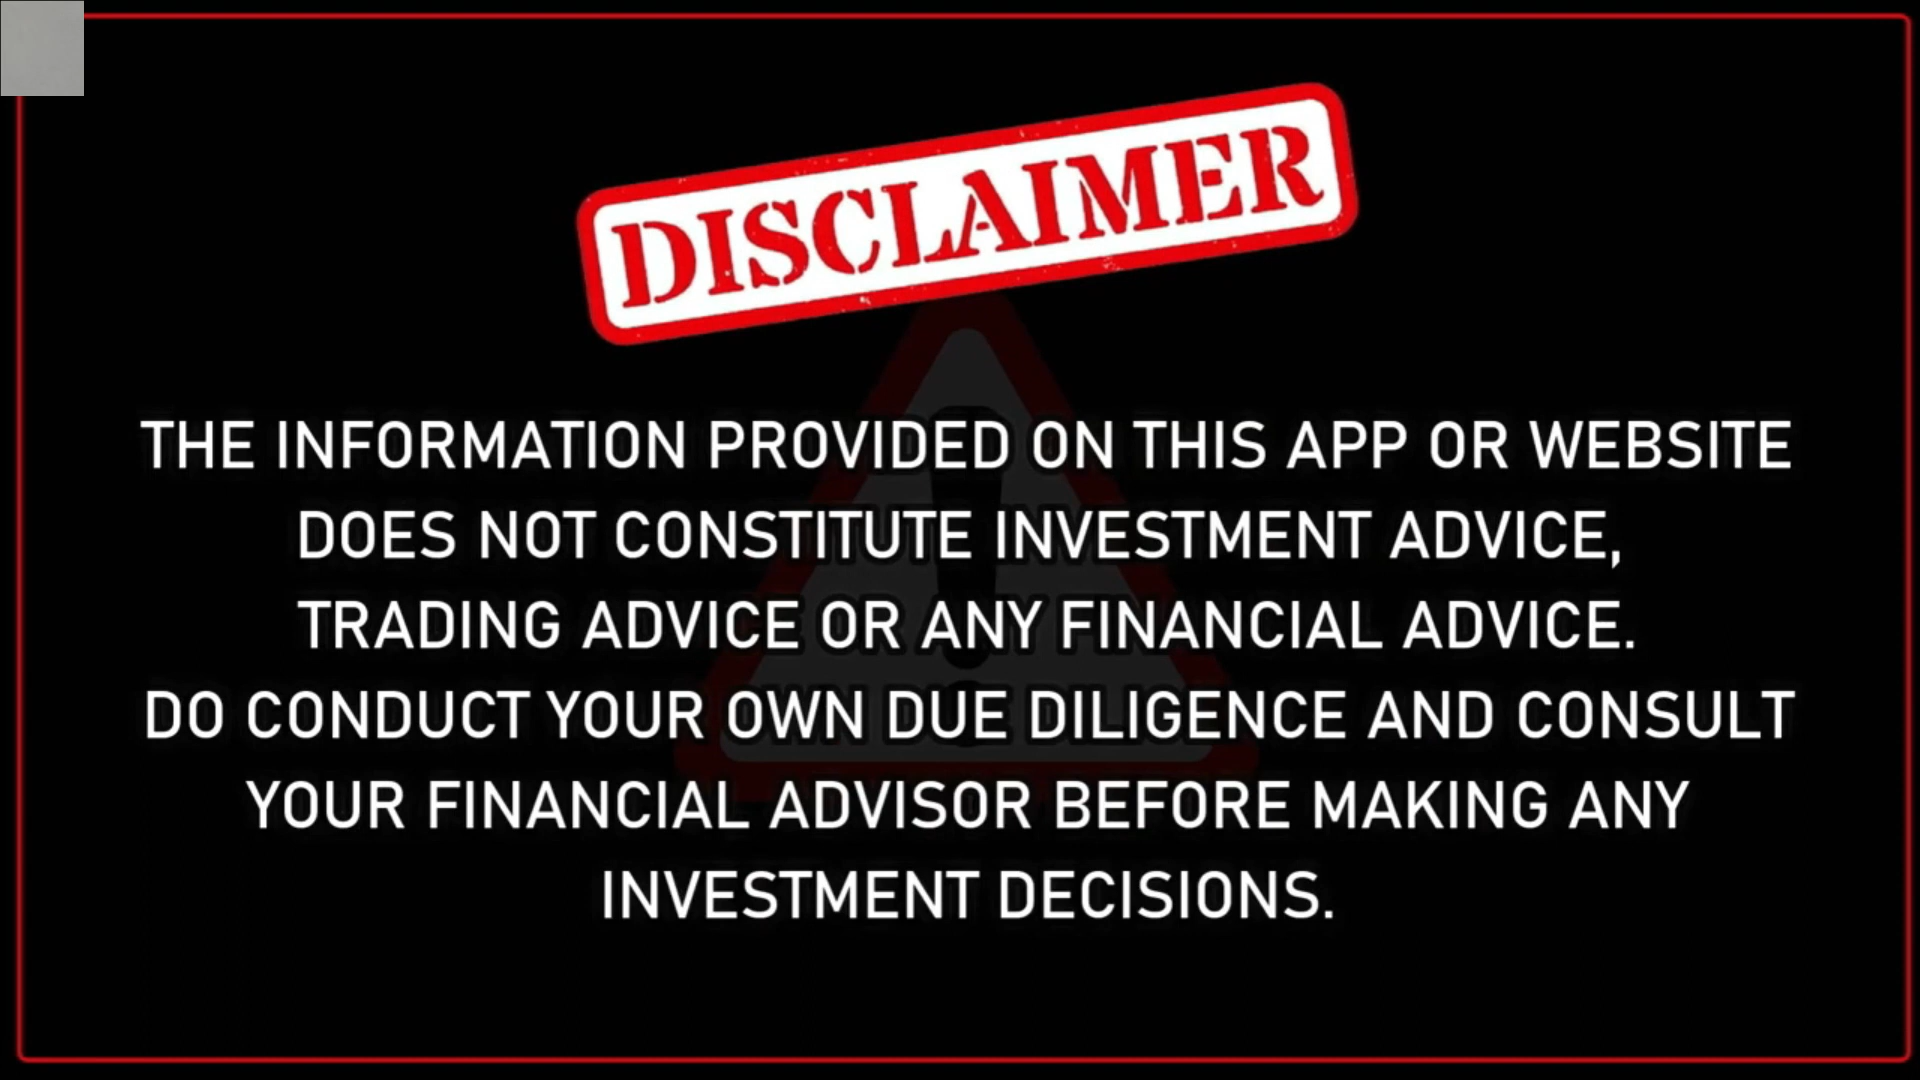 DISCLAIMER
THE INFORMATION PROVIDED ON THIS APP OR WEBSITE
DOES NOT CONSTITUTE INVESTMENT ADVICE,
TRADING ADVICE OR ANY FINANCIAL ADVICE.
DO CONDUCT YOUR OWN DUE DILIGENCE AND CONSULT
YOUR FINANCIAL ADVISOR BEFORE MAKING ANY
INVESTMENT DECISIONS.